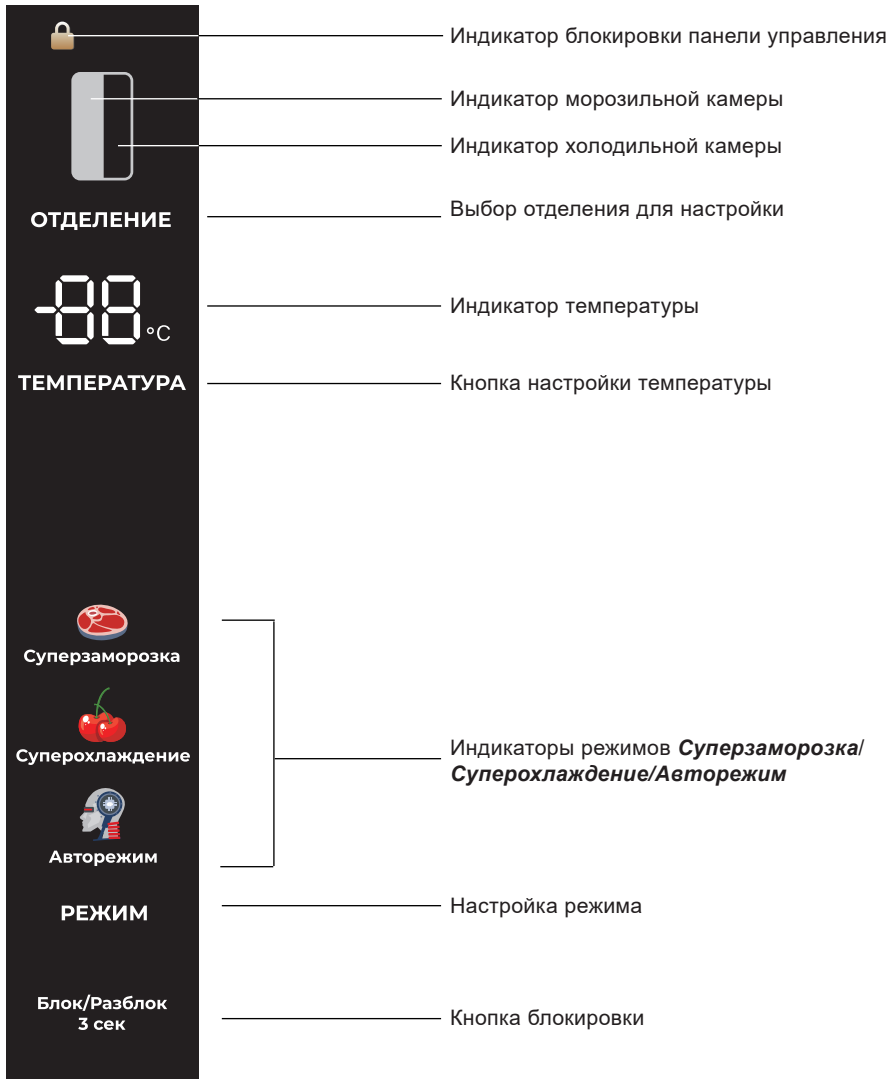 Индикатор блокировки панели управления
Индикатор морозильной камеры
Индикатор холодильной камеры
ОТДЕЛЕНИЕ
Выбор отделения для настройки
-88 °C
Индикатор температуры
ТЕМПЕРАТУРА
Кнопка настройки температуры
Суперзаморозка
Суперохлаждение
Индикаторы режимов Суперзаморозка/
Суперохлаждение/Авторежим
Авторежим
РЕЖИМ
Настройка режима
Блок/Разблок
3 сек
Кнопка блокировки